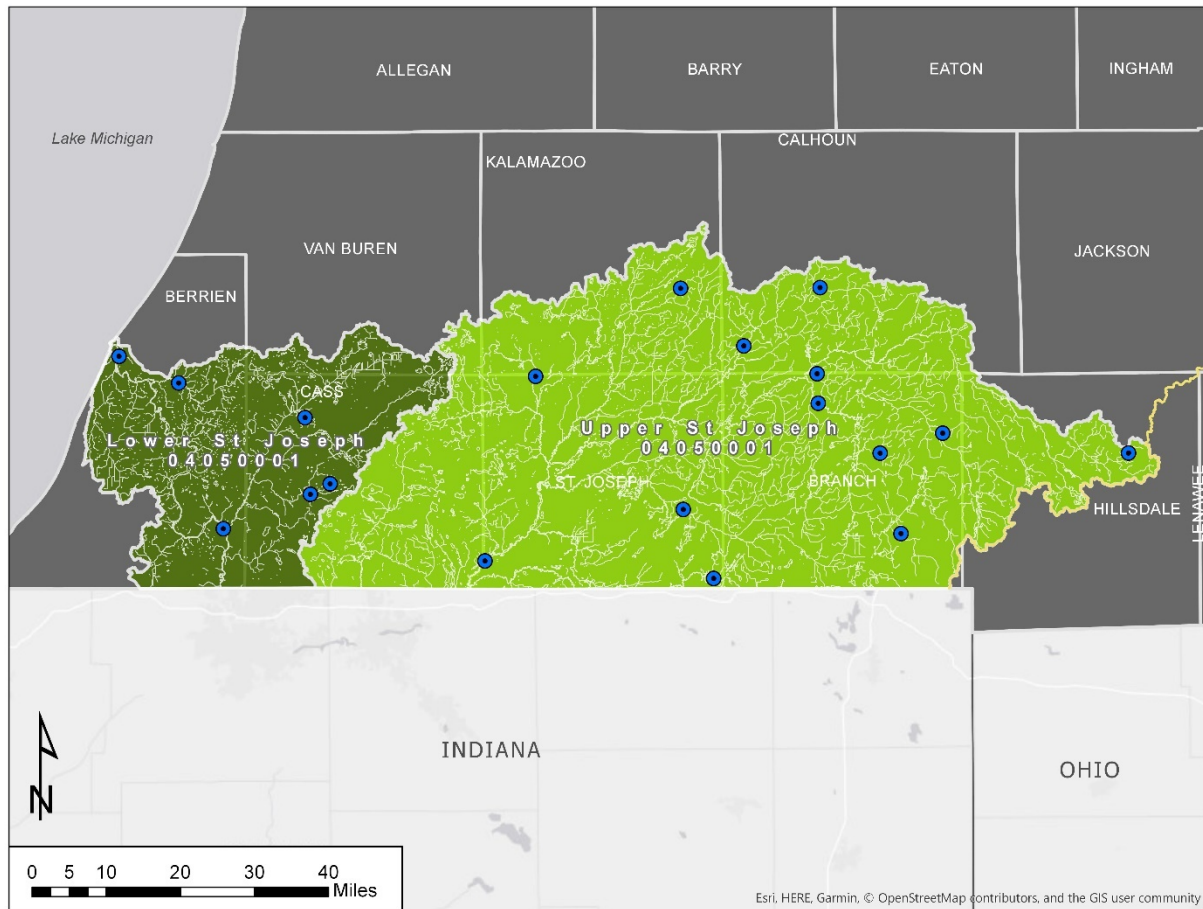 ALLEGAN
BARRY
EATON
INGHAM
Lake Michigan
CALHOUN
KALAMAZOO
VAN BUREN
JACKSON
BERRIEN
CASS
Lower St Joseph
04050001
Upper St Joseph
04050001
ST. JOSEPH
BRANCH
HILLSDALE
LENAWEE
INDIANA
OHIO
N
0 5 10 20 30 40
Miles
Esri, HERE, Garmin, © OpenStreetMap contributors, and the GIS user community